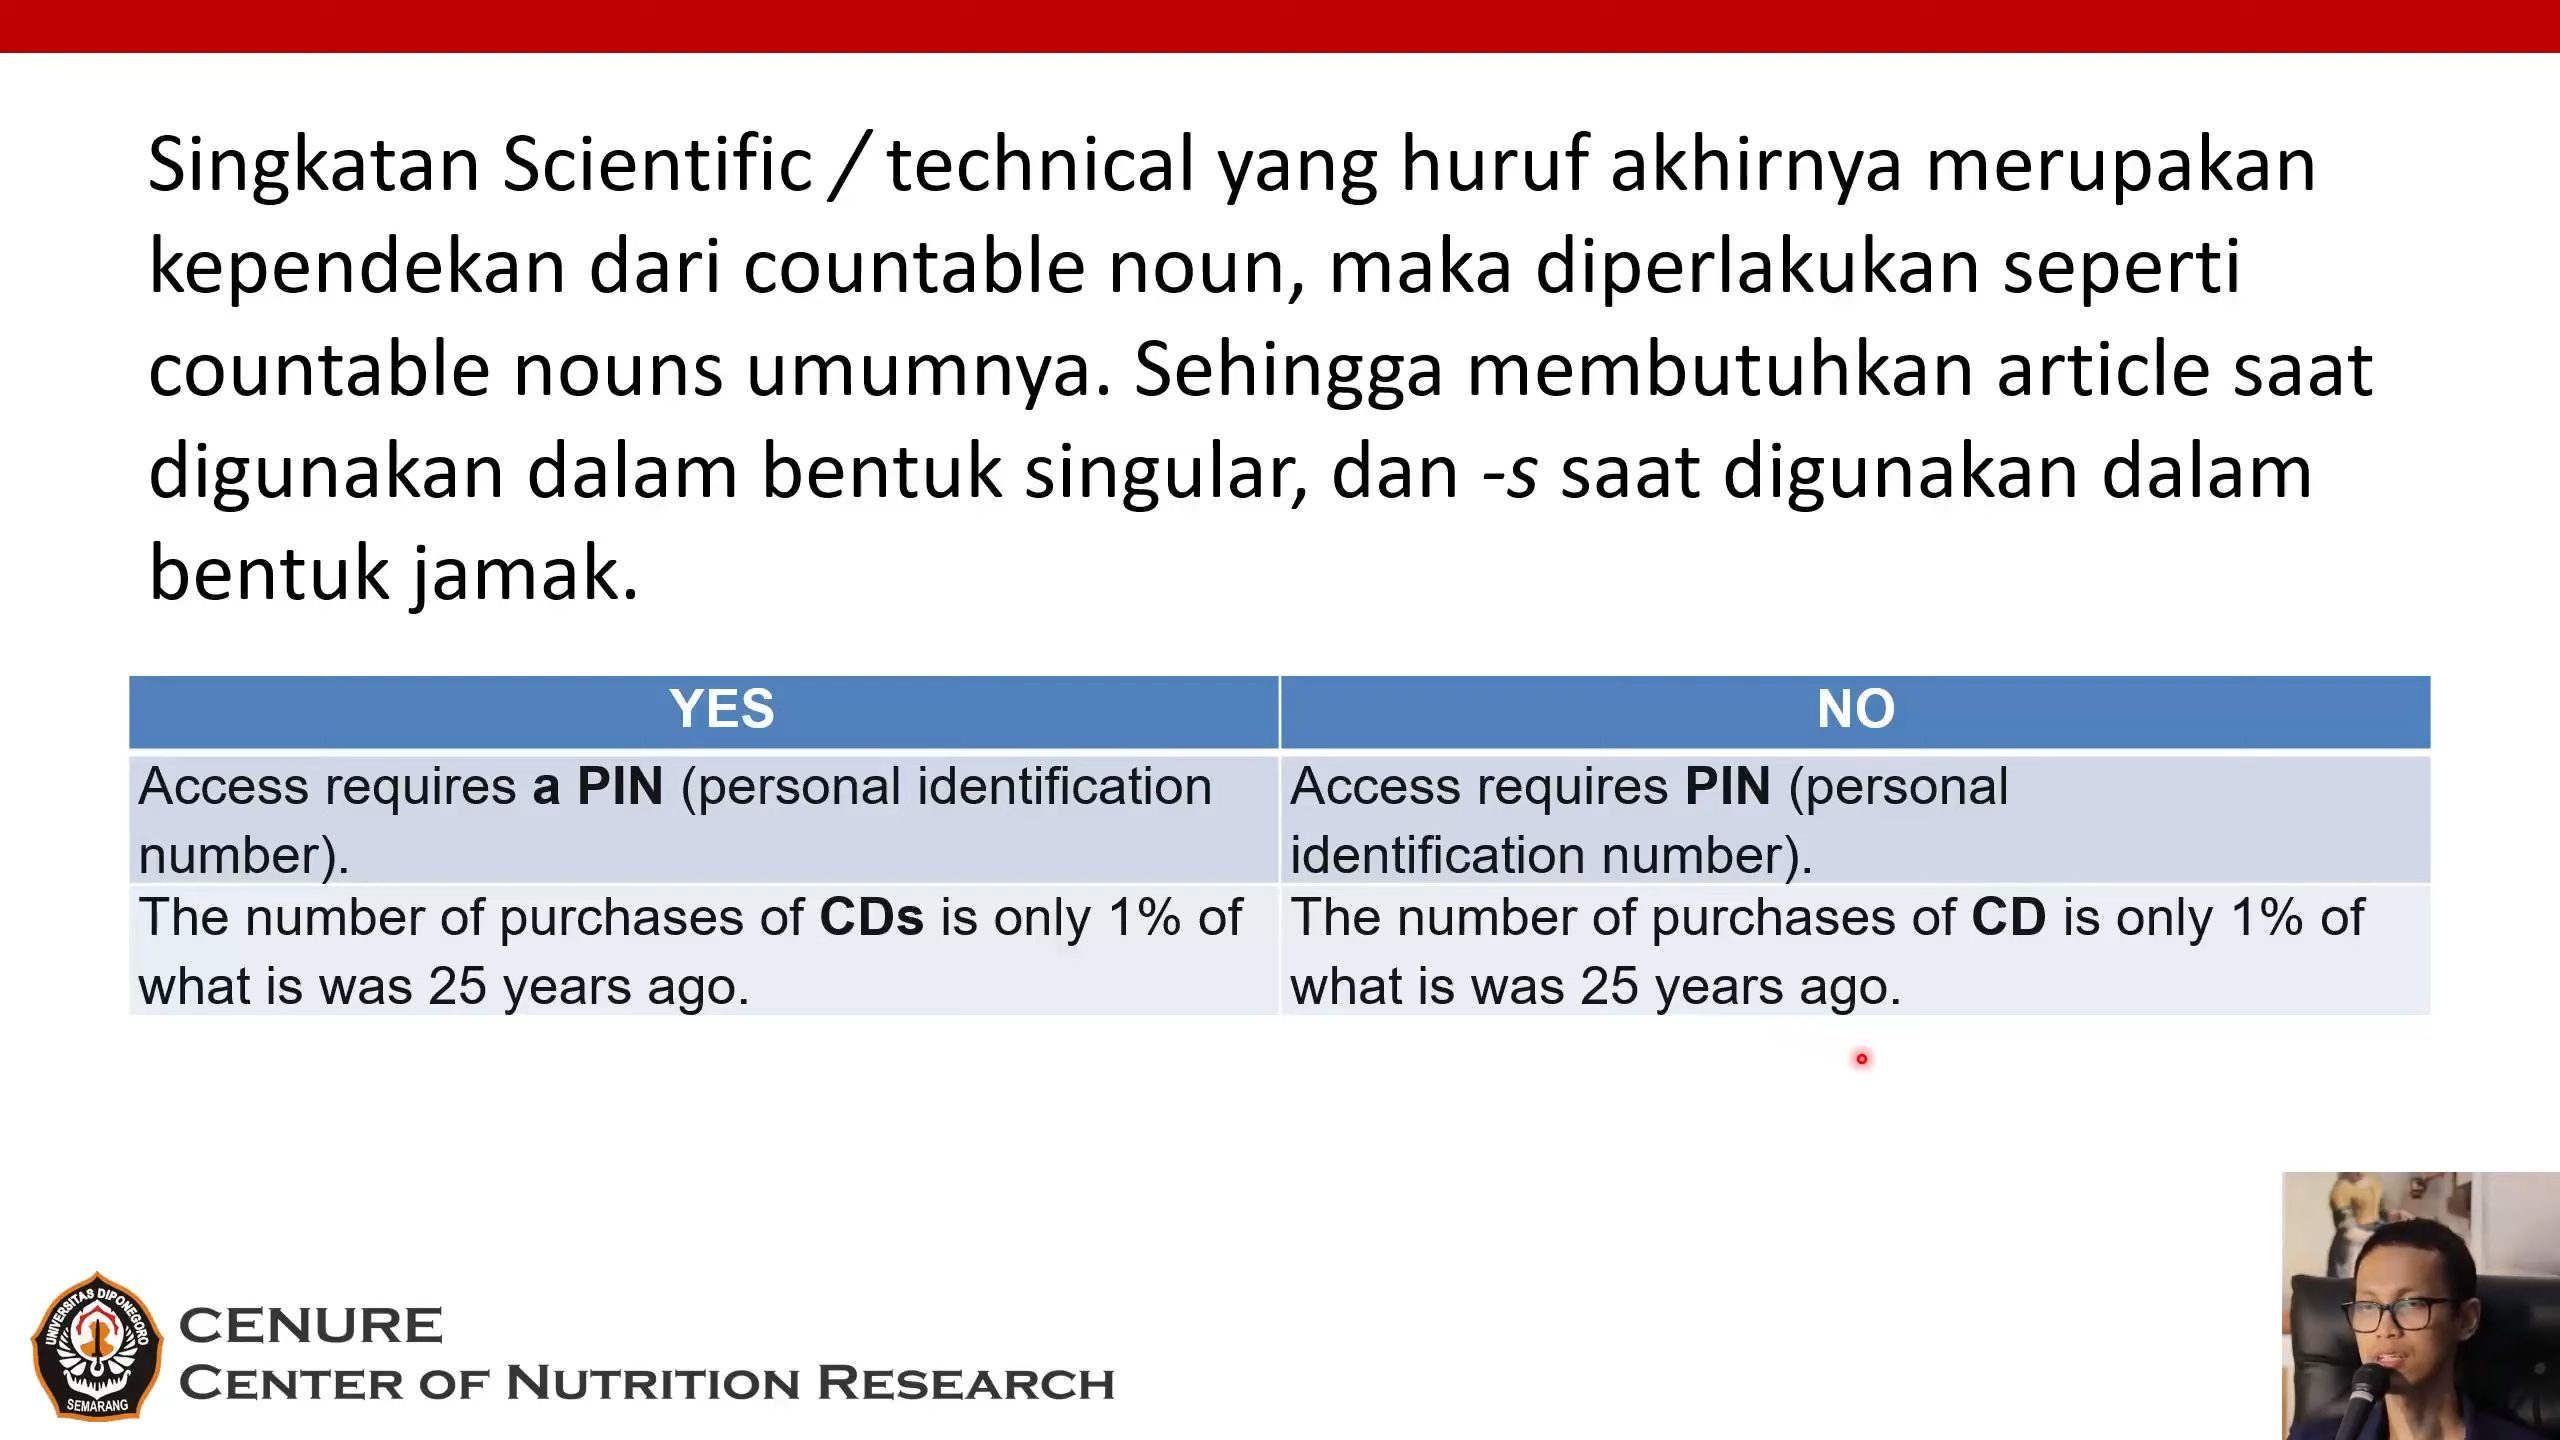 Singkatan Scientific / technical yang huruf akhirnya merupakan
kependekan dari countable noun, maka diperlakukan seperti
countable nouns umumnya. Sehingga membutuhkan article saat
digunakan dalam bentuk singular, dan -s saat digunakan dalam
bentuk jamak.
YES
NO
Access requires a PIN (personal identification
number).
Access requires PIN (personal
identification number).
The number of purchases of CDs is only 1% of
what is was 25 years ago.
The number of purchases of CD is only 1% of
what is was 25 years ago.
UNIVERSITAS DIPONEGORO
SEMARANG
CENURE
CENTER OF NUTRITION RESEARCH